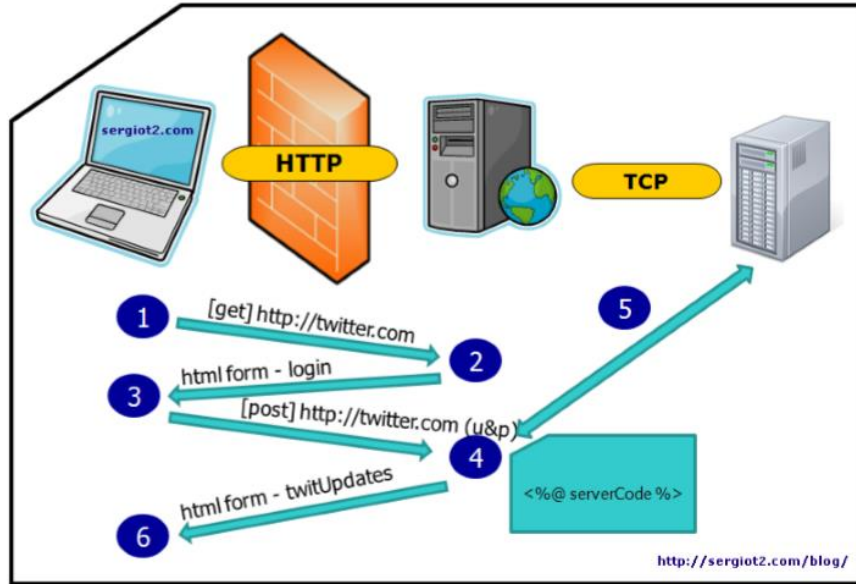 sergiot2.com
HTTP
TCP
1
[get] http://twitter.com
2
html form - login
3
[post] http://twitter.com (u&p)
4
5
<%@ serverCode %>
html form - twitUpdates
6
http://sergiot2.com/blog/